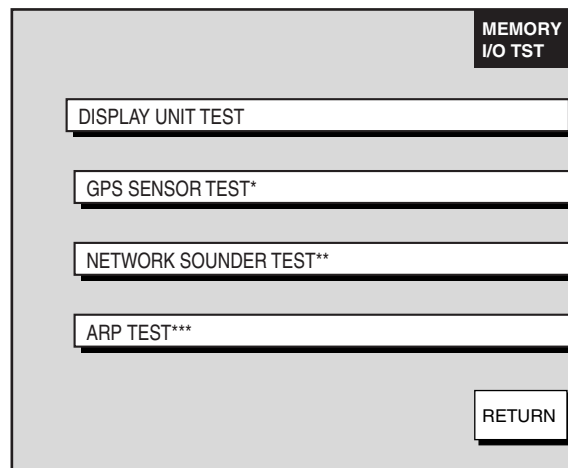 MEMORY
I/O TST
DISPLAY UNIT TEST
GPS SENSOR TEST*
NETWORK SOUNDER TEST**
ARP TEST***
RETURN